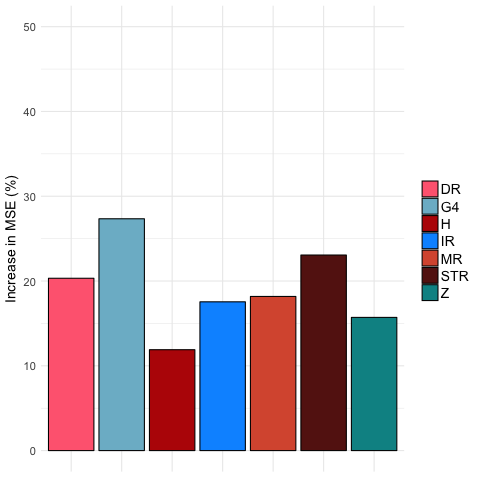 50
40
30
20
10
0
Increase in MSE (%)
DR
G4
H
IR
MR
STR
Z